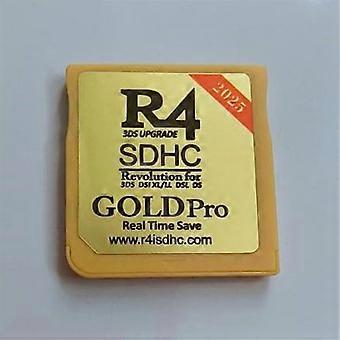 2025
R4
3DS UPGRADE
SDHC
Revolution for
3DS DSI XL/LL DSL DS
GOLD Pro
Real Time Save
www.r4isdhc.com